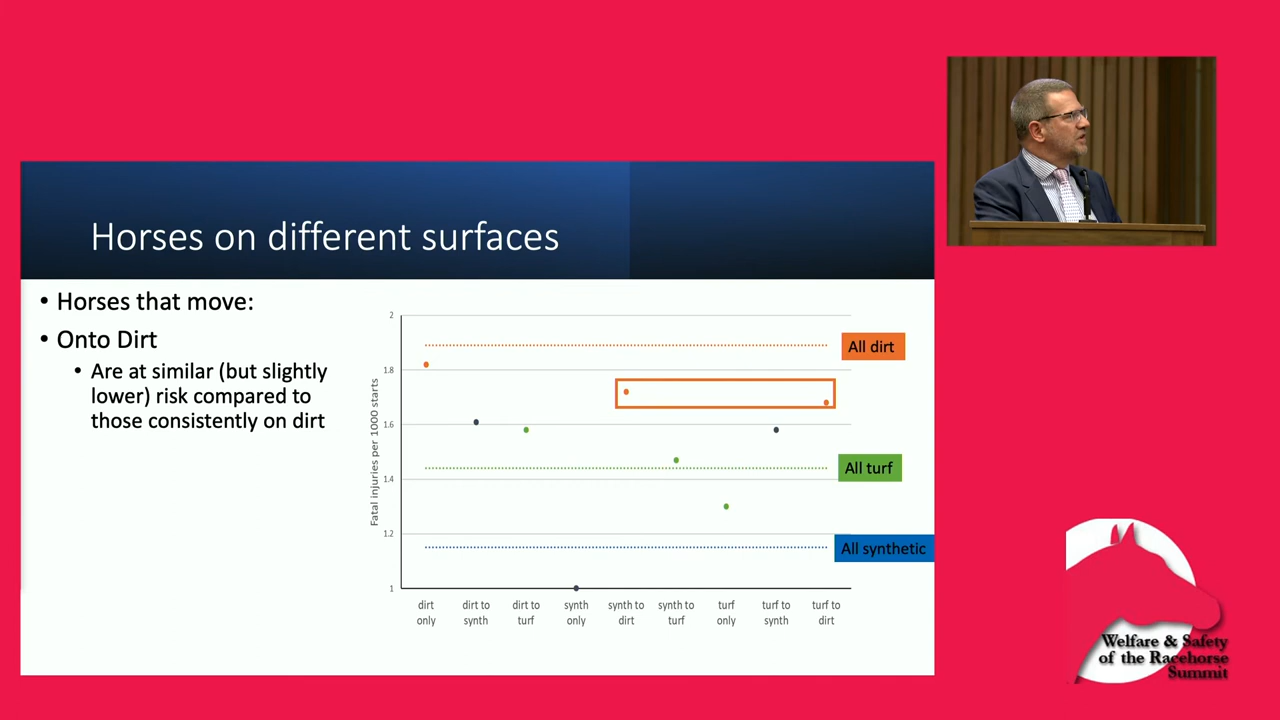 Horses on different surfaces
• Horses that move:
• Onto Dirt
• Are at similar (but slightly
lower) risk compared to
those consistently on dirt
Fatal injuries per 1000 starts
2
1.8
1.6
1.4
1.2
1
All dirt
All turf
All synthetic
dirt only
dirt to synth
dirt to turf
synth only
synth to dirt
synth to turf
turf only
turf to synth
turf to dirt
Welfare & Safety
of the Racehorse
Summit